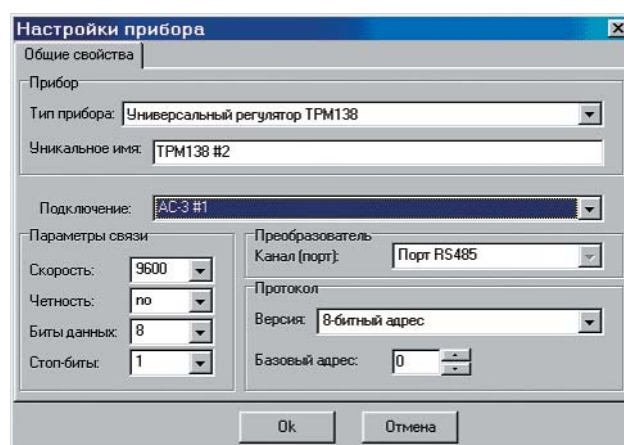 Настройки прибора
Общие свойства
Прибор
Тип прибора: Универсальный регулятор ТРМ138
Уникальное имя: ТРМ138 #2
Подключение: АС-3 #1
Параметры связи
Скорость: 9600
Четность: no
Биты данных: 8
Стоп-биты: 1
Преобразователь
Канал (порт): Порт RS485
Протокол
Версия: 8-битный адрес
Базовый адрес: 0
Ok Отмена